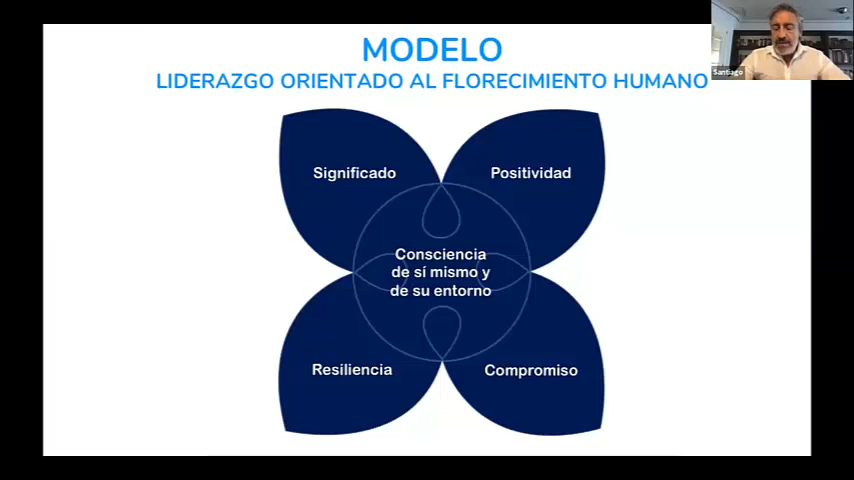 MODELO
LIDERAZGO ORIENTADO AL FLORECIMIENTO HUMANO
Santiago
Significado
Positividad
Consciencia
de sí mismo y
de su entorno
Resiliencia
Compromiso